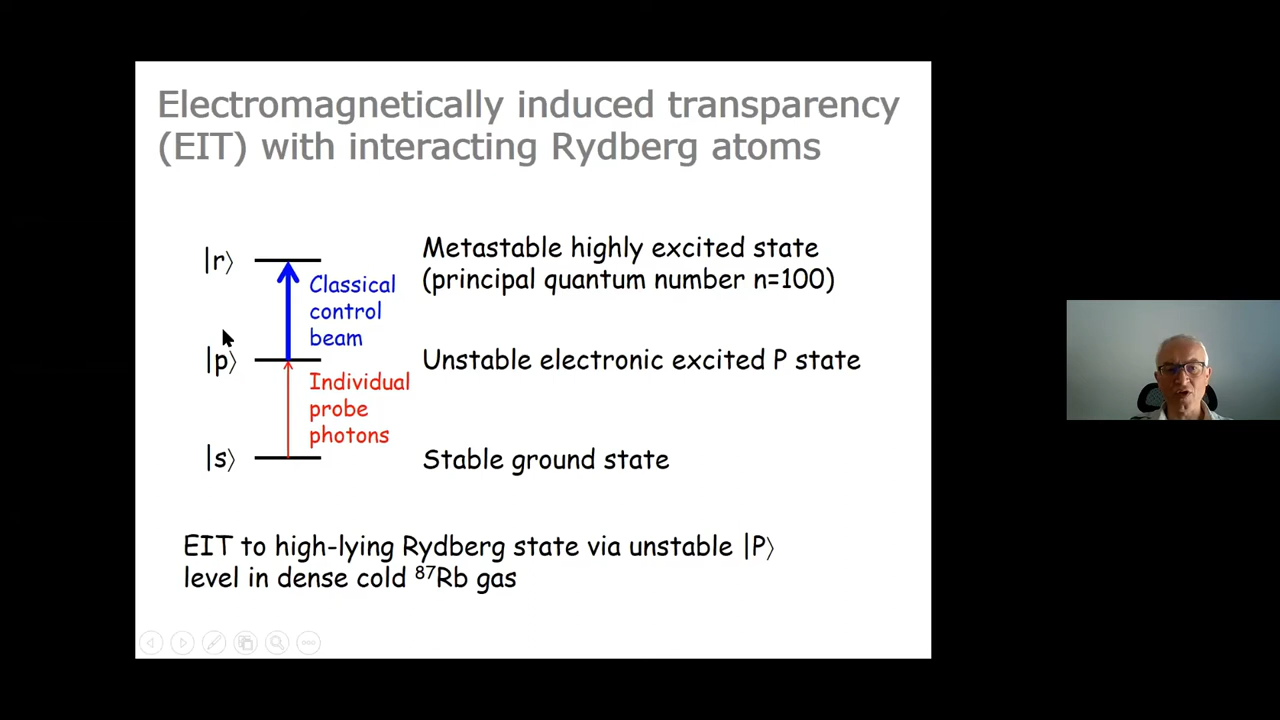 Electromagnetically induced transparency
(EIT) with interacting Rydberg atoms
|r⟩
Metastable highly excited state
(principal quantum number n=100)
Classical
control
beam
|p⟩
Unstable electronic excited P state
Individual
probe
photons
|s⟩
Stable ground state
EIT to high-lying Rydberg state via unstable |P⟩
level in dense cold ⁸⁷Rb gas